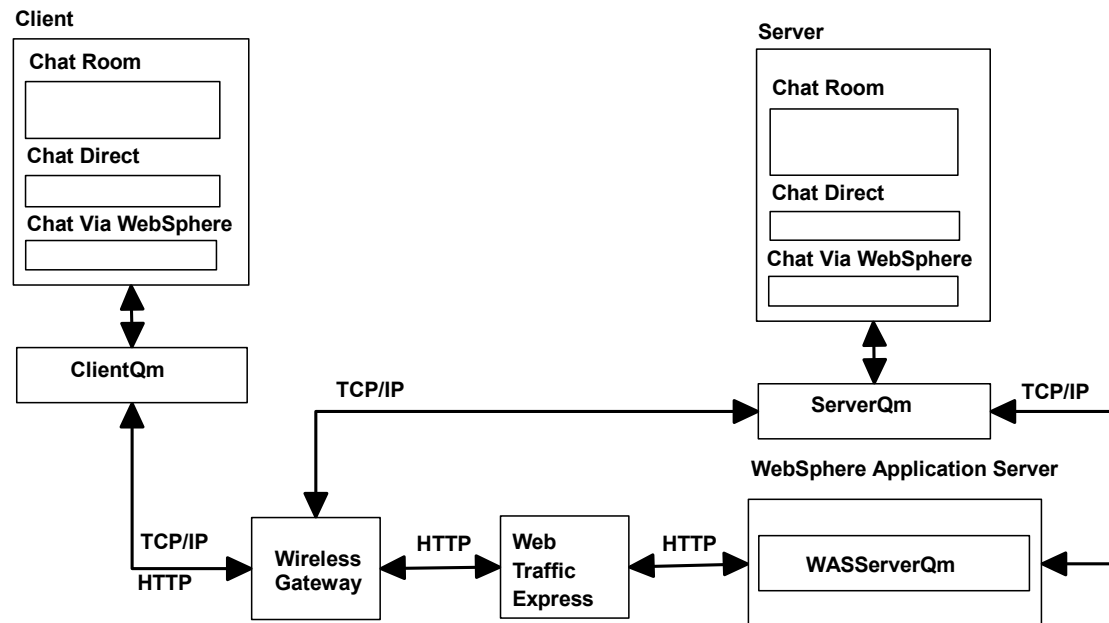 Client
Chat Room
Chat Direct
Chat Via WebSphere
ClientQm
Server
Chat Room
Chat Direct
Chat Via WebSphere
TCP/IP
ServerQm
TCP/IP
WebSphere Application Server
TCP/IP
HTTP
Wireless
Gateway
HTTP
Web
Traffic
Express
HTTP
WASServerQm